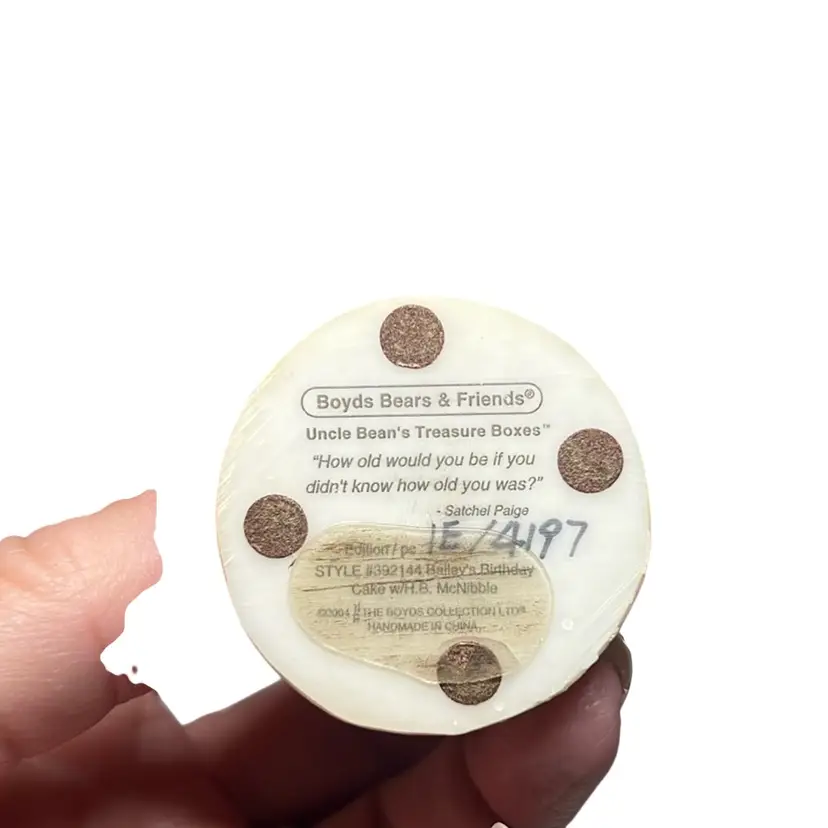 Boyds Bears & Friends®
Uncle Bean's Treasure Boxes™
"How old would you be if you
didn't know how old you was?"
- Satchel Paige
Edition / pc 1E/4197
STYLE #392144 Bailey's Birthday
Cake w/H.B. McNibble
©2004 THE BOYDS COLLECTION LTD®
HANDMADE IN CHINA